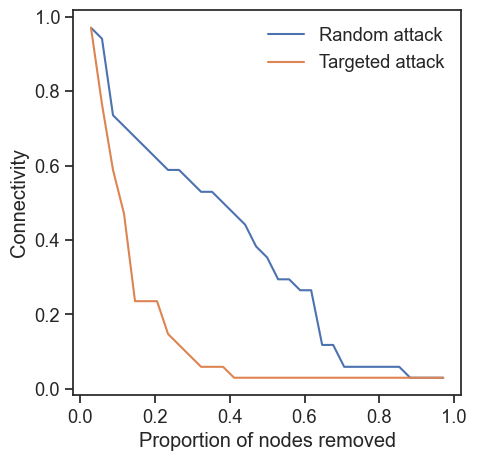 1.0
0.8
0.6
0.4
0.2
0.0
Connectivity
Random attack
Targeted attack
0.0 0.2 0.4 0.6 0.8 1.0
Proportion of nodes removed